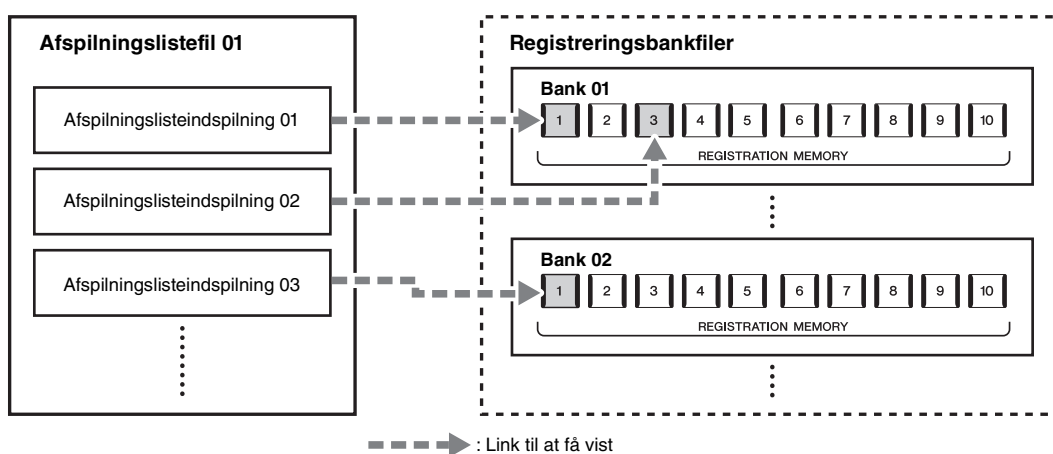 Afspilningslistefil 01
Afspilningslisteindspilning 01
Afspilningslisteindspilning 02
Afspilningslisteindspilning 03
Registreringsbankfiler
Bank 01
1 2 3 4 5 6 7 8 9 10
REGISTRATION MEMORY
Bank 02
1 2 3 4 5 6 7 8 9 10
REGISTRATION MEMORY
: Link til at få vist